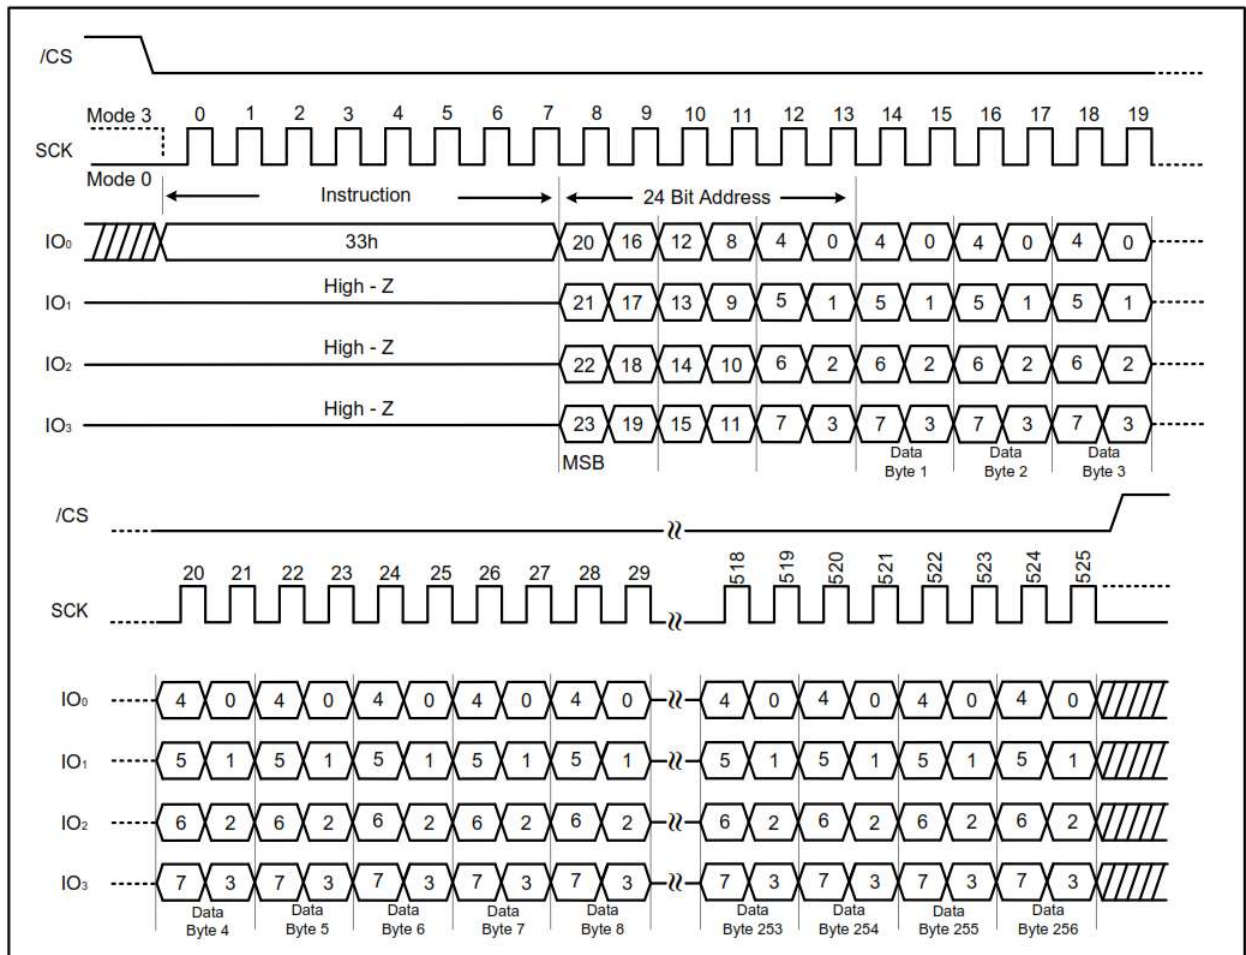 /CS
Mode 3 0 1 2 3 4 5 6 7 8 9 10 11 12 13 14 15 16 17 18 19
SCK
Mode 0
Instruction 24 Bit Address
IO₀ 33h 20 16 12 8 4 0 4 0 4 0 4 0
High - Z
IO₁ 21 17 13 9 5 1 5 1 5 1 5 1
High - Z
IO₂ 22 18 14 10 6 2 6 2 6 2 6 2
High - Z
IO₃ 23 19 15 11 7 3 7 3 7 3 7 3
MSB
Data Data Data
Byte 1 Byte 2 Byte 3
/CS
20 21 22 23 24 25 26 27 28 29 518 519 520 521 522 523 524 525
SCK
IO₀ 4 0 4 0 4 0 4 0 4 0 4 0 4 0 4 0 4 0
IO₁ 5 1 5 1 5 1 5 1 5 1 5 1 5 1 5 1 5 1
IO₂ 6 2 6 2 6 2 6 2 6 2 6 2 6 2 6 2 6 2
IO₃ 7 3 7 3 7 3 7 3 7 3 7 3 7 3 7 3 7 3
Data Data Data Data Data Data Data Data Data
Byte 4 Byte 5 Byte 6 Byte 7 Byte 8 Byte 253 Byte 254 Byte 255 Byte 256